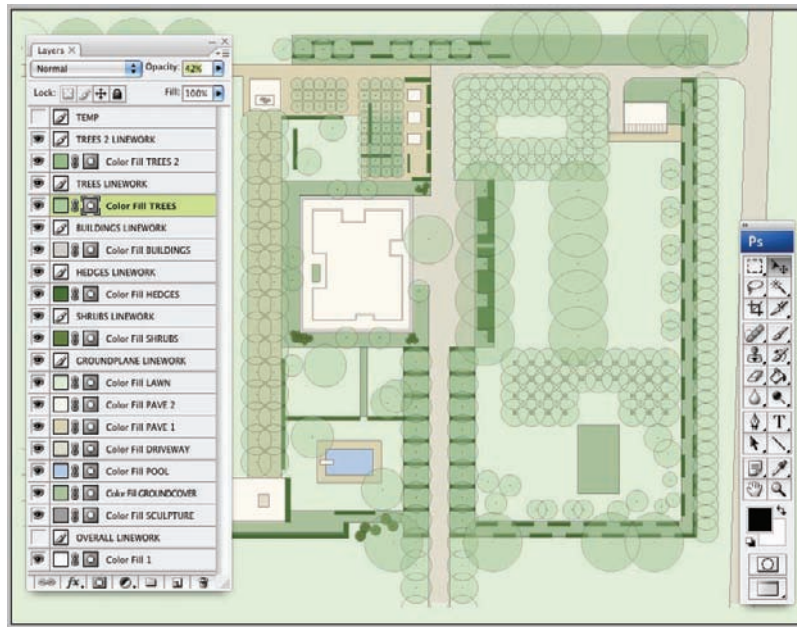 Layers ×
Normal Opacity: 42%
Lock: Fill: 100%
TEMP
TREES 2 LINEWORK
Color Fill TREES 2
TREES LINEWORK
Color Fill TREES
BUILDINGS LINEWORK
Color Fill BUILDINGS
HEDGES LINEWORK
Color Fill HEDGES
SHRUBS LINEWORK
Color Fill SHRUBS
GROUNDPLANE LINEWORK
Color Fill LAWN
Color Fill PAVE 2
Color Fill PAVE 1
Color Fill DRIVEWAY
Color Fill POOL
Color Fill GROUNDCOVER
Color Fill SCULPTURE
OVERALL LINEWORK
Color Fill 1
fx.
Ps
T